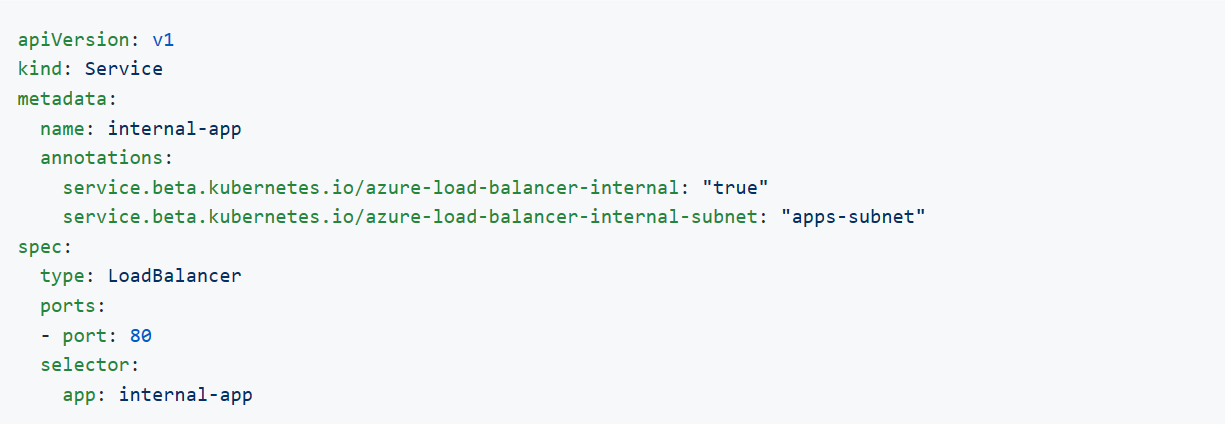 apiVersion: v1
kind: Service
metadata:
  name: internal-app
  annotations:
    service.beta.kubernetes.io/azure-load-balancer-internal: "true"
    service.beta.kubernetes.io/azure-load-balancer-internal-subnet: "apps-subnet"
spec:
  type: LoadBalancer
  ports:
  - port: 80
  selector:
    app: internal-app